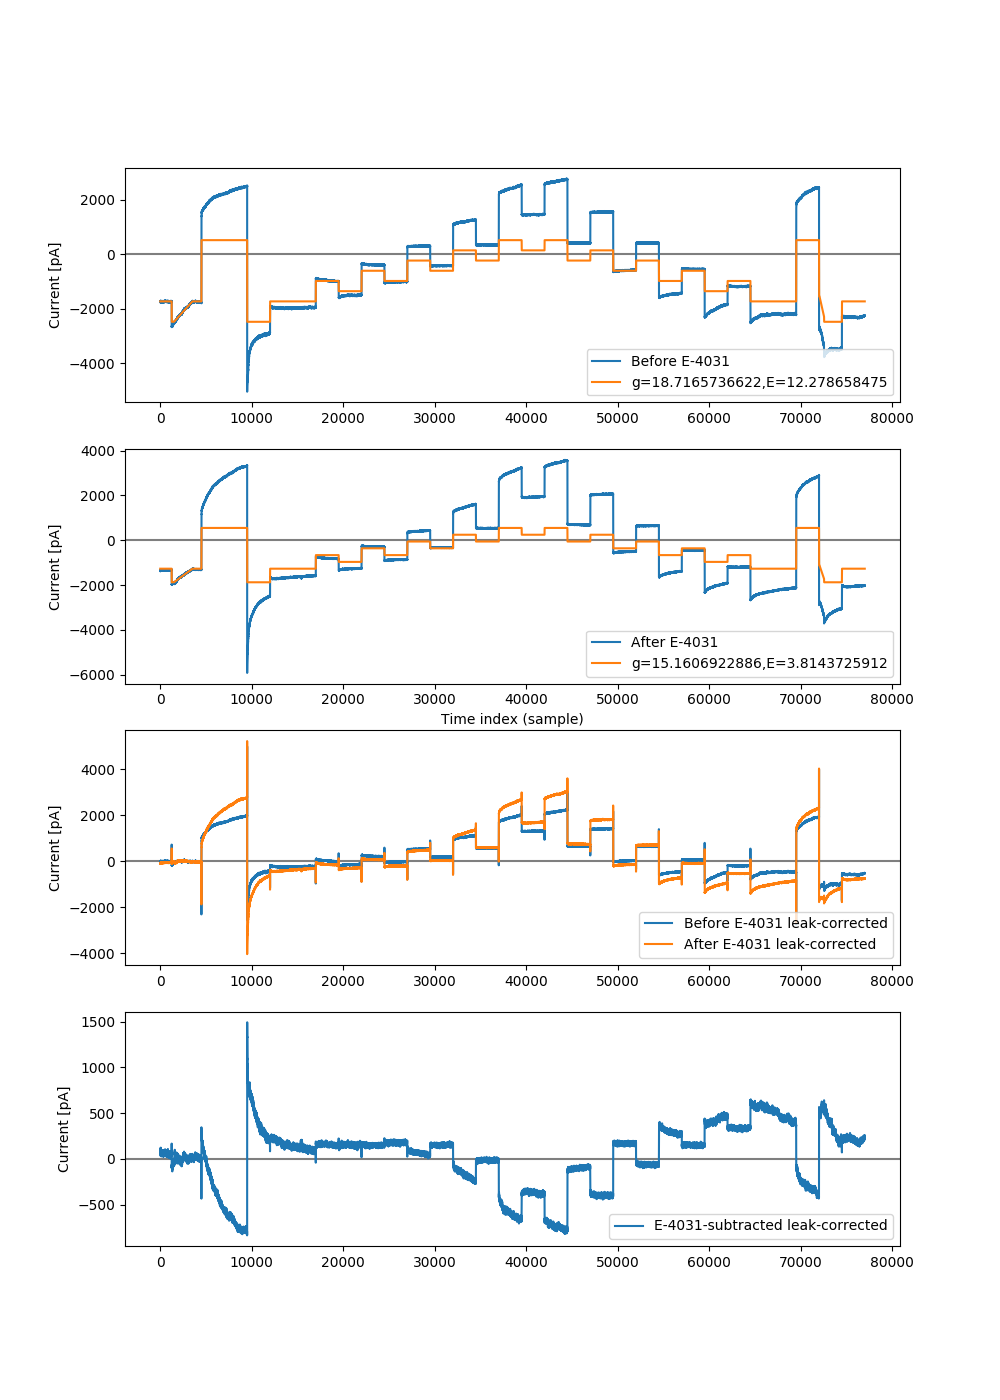 2000
0
−2000
−4000
Current [pA]
Before E-4031
g=18.7165736622,E=12.278658475
0 10000 20000 30000 40000 50000 60000 70000 80000
4000
2000
0
−2000
−4000
−6000
Current [pA]
After E-4031
g=15.1606922886,E=3.8143725912
0 10000 20000 30000 40000 50000 60000 70000 80000
Time index (sample)
4000
2000
0
−2000
−4000
Current [pA]
Before E-4031 leak-corrected
After E-4031 leak-corrected
0 10000 20000 30000 40000 50000 60000 70000 80000
1500
1000
500
0
−500
Current [pA]
E-4031-subtracted leak-corrected
0 10000 20000 30000 40000 50000 60000 70000 80000